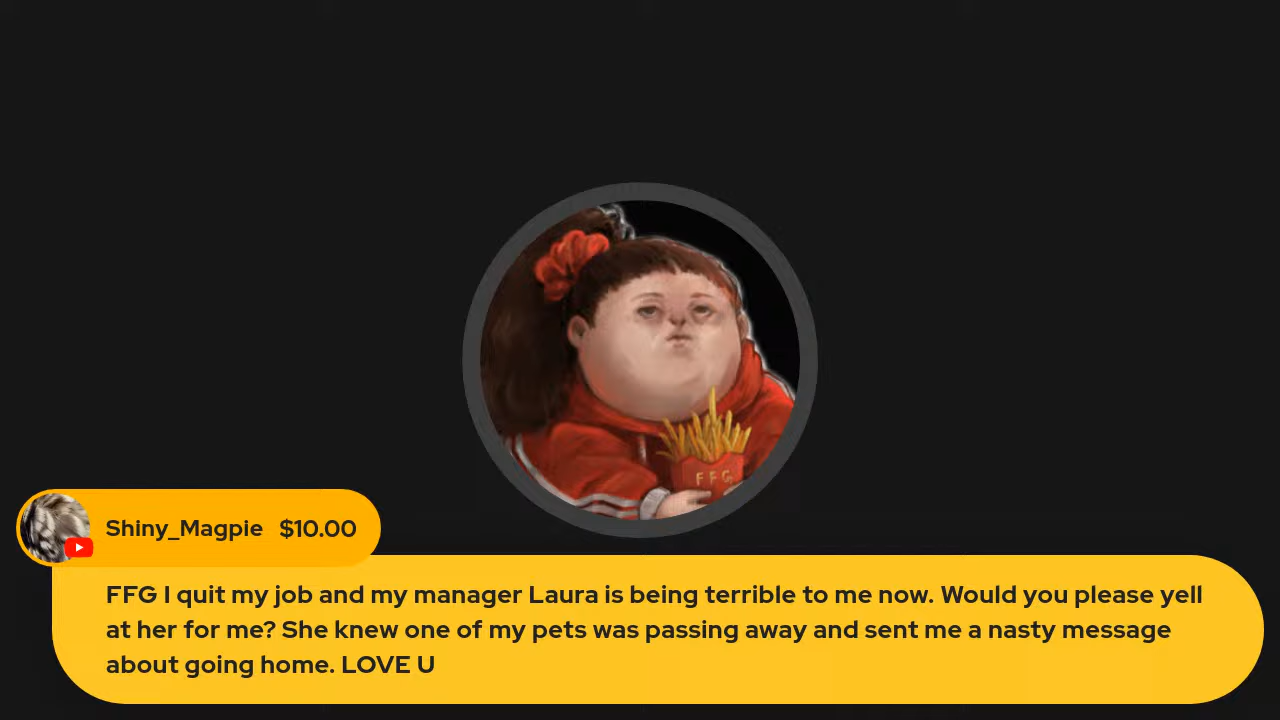 FFG
Shiny_Magpie $10.00
FFG I quit my job and my manager Laura is being terrible to me now. Would you please yell
at her for me? She knew one of my pets was passing away and sent me a nasty message
about going home. LOVE U